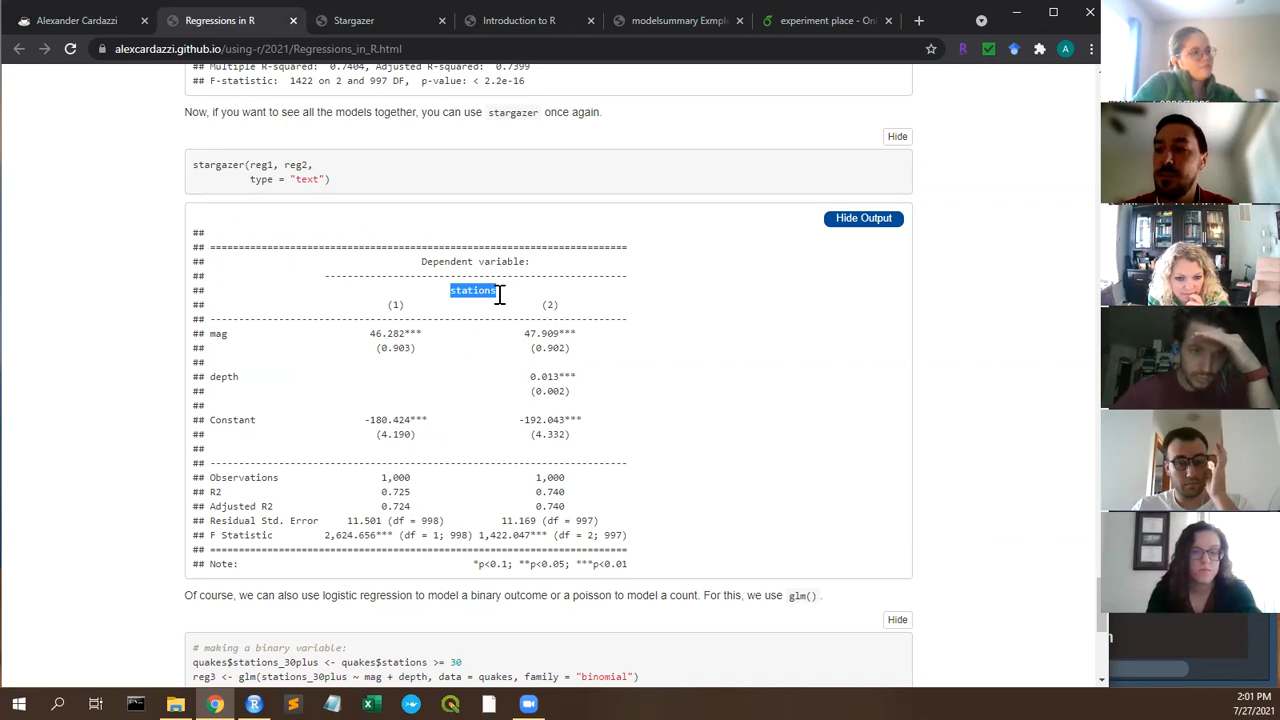 Alexander Cardazzi
Regressions in R
Stargazer
Introduction to R
modelsummary Exmple
experiment place - Onli
alexcardazzi.github.io/using-r/2021/Regressions_in_R.html
## Multiple R-squared:  0.7404, Adjusted R-squared:  0.7399
## F-statistic:  1422 on 2 and 997 DF,  p-value: < 2.2e-16
Now, if you want to see all the models together, you can use stargazer once again.
Hide
stargazer(reg1, reg2,
type = "text")
Hide Output
##
## =========================================================================
##                     Dependent variable:
##             -----------------------------------------------------
##                          stations
##                 (1)                        (2)
## -------------------------------------------------------------------------
## mag          46.282***                  47.909***
##               (0.903)                    (0.902)
##
## depth                                   0.013***
##                                          (0.002)
##
## Constant    -180.424***                -192.043***
##               (4.190)                    (4.332)
##
## -------------------------------------------------------------------------
## Observations    1,000                    1,000
## R2              0.725                    0.740
## Adjusted R2     0.724                    0.740
## Residual Std. Error  11.501 (df = 998)  11.169 (df = 997)
## F Statistic  2,624.656*** (df = 1; 998) 1,422.047*** (df = 2; 997)
## =========================================================================
## Note:  *p<0.1; **p<0.05; ***p<0.01
Of course, we can also use logistic regression to model a binary outcome or a poisson to model a count. For this, we use glm().
Hide
# making a binary variable:
quakes$stations_30plus <- quakes$stations >= 30
reg3 <- glm(stations_30plus ~ mag + depth, data = quakes, family = "binomial")
2:01 PM
7/27/2021